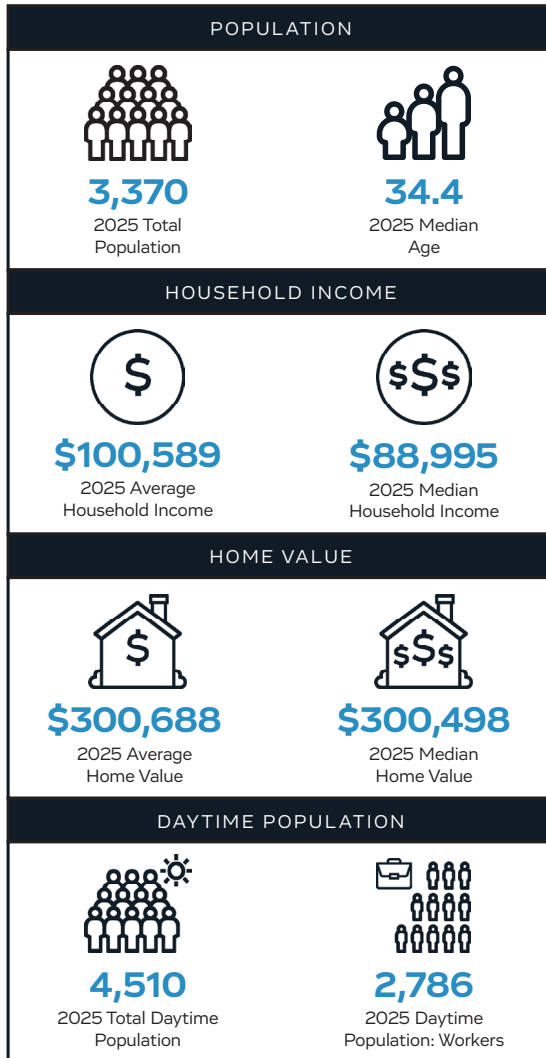 POPULATION
3,370
2025 Total
Population
34.4
2025 Median
Age
HOUSEHOLD INCOME
$
$100,589
2025 Average
Household Income
$$$
$88,995
2025 Median
Household Income
HOME VALUE
$
$300,688
2025 Average
Home Value
$$$
$300,498
2025 Median
Home Value
DAYTIME POPULATION
4,510
2025 Total Daytime
Population
2,786
2025 Daytime
Population: Workers